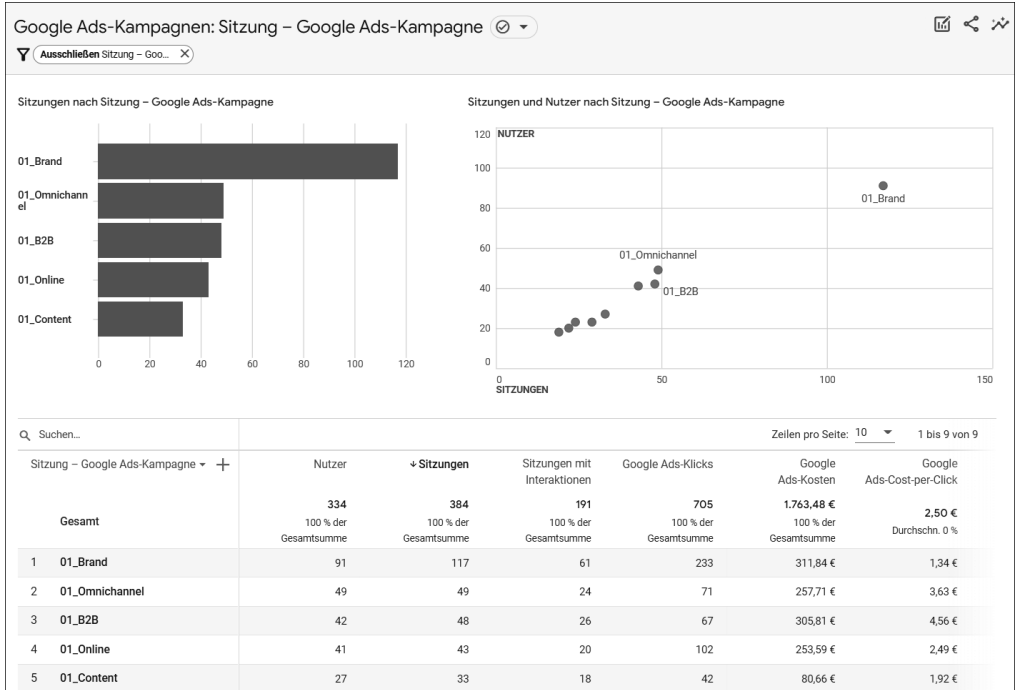 Google Ads-Kampagnen: Sitzung – Google Ads-Kampagne
Ausschließen Sitzung – Goo...
Sitzungen nach Sitzung – Google Ads-Kampagne
01_Brand
01_Omnichann
el
01_B2B
01_Online
01_Content
0 20 40 60 80 100 120
Sitzungen und Nutzer nach Sitzung – Google Ads-Kampagne
120 NUTZER
100
80
60
40
20
0
01_Brand
01_Omnichannel
01_B2B
0 50 100 150
SITZUNGEN
Suchen...
Zeilen pro Seite: 10 1 bis 9 von 9
Sitzung – Google Ads-Kampagne
Nutzer
Sitzungen
Sitzungen mit
Interaktionen
Google Ads-Klicks
Google
Ads-Kosten
Google
Ads-Cost-per-Click
Gesamt
334
100 % der
Gesamtsumme
384
100 % der
Gesamtsumme
191
100 % der
Gesamtsumme
705
100 % der
Gesamtsumme
1.763,48 €
100 % der
Gesamtsumme
2,50 €
Durchschn. 0 %
1 01_Brand 91 117 61 233 311,84 € 1,34 €
2 01_Omnichannel 49 49 24 71 257,71 € 3,63 €
3 01_B2B 42 48 26 67 305,81 € 4,56 €
4 01_Online 41 43 20 102 253,59 € 2,49 €
5 01_Content 27 33 18 42 80,66 € 1,92 €